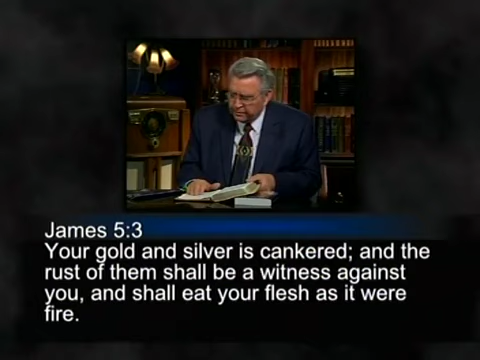 James 5:3
Your gold and silver is cankered; and the
rust of them shall be a witness against
you, and shall eat your flesh as it were
fire.